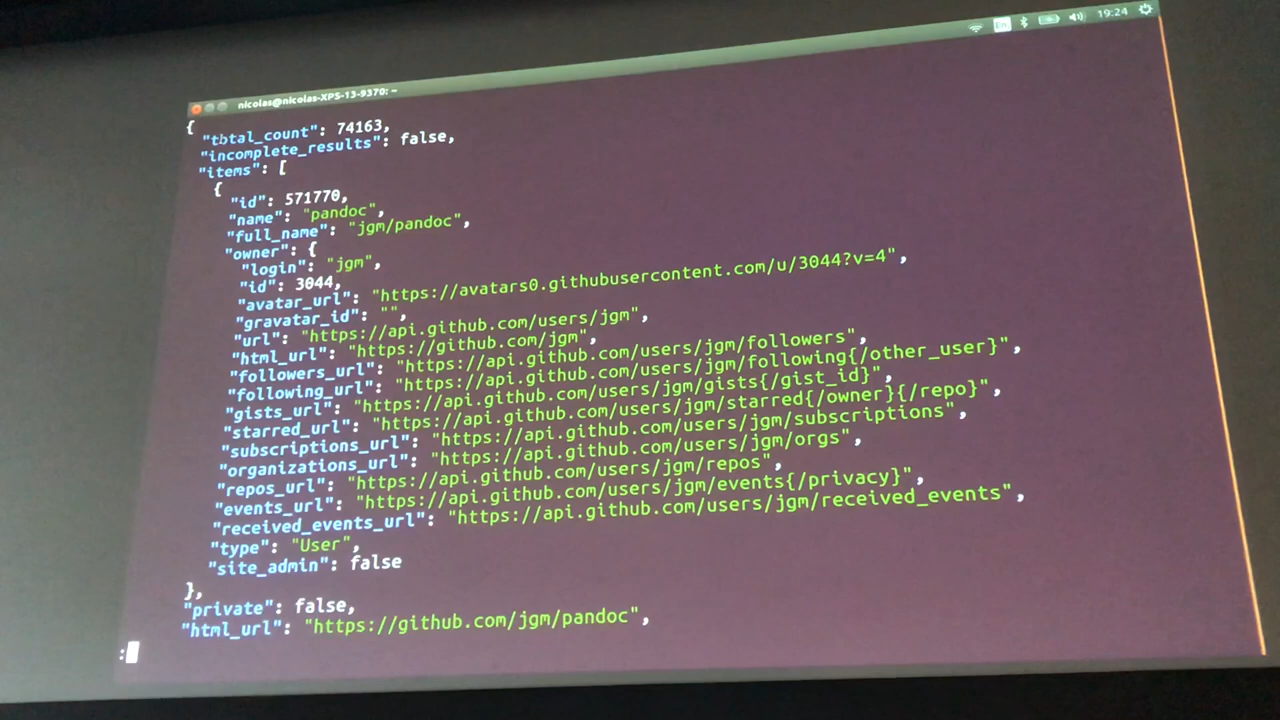 En 19:24
nicolas@nicolas-XPS-13-9370: ~
{
"total_count": 74163,
"incomplete_results": false,
"items": [
{
"id": 571770,
"name": "pandoc",
"full_name": "jgm/pandoc",
"owner": {
"login": "jgm",
"id": 3044,
"avatar_url": "https://avatars0.githubusercontent.com/u/3044?v=4",
"gravatar_id": "",
"url": "https://api.github.com/users/jgm",
"html_url": "https://github.com/jgm",
"followers_url": "https://api.github.com/users/jgm/followers",
"following_url": "https://api.github.com/users/jgm/following{/other_user}",
"gists_url": "https://api.github.com/users/jgm/gists{/gist_id}",
"starred_url": "https://api.github.com/users/jgm/starred{/owner}{/repo}",
"subscriptions_url": "https://api.github.com/users/jgm/subscriptions",
"organizations_url": "https://api.github.com/users/jgm/orgs",
"repos_url": "https://api.github.com/users/jgm/repos",
"events_url": "https://api.github.com/users/jgm/events{/privacy}",
"received_events_url": "https://api.github.com/users/jgm/received_events",
"type": "User",
"site_admin": false
},
"private": false,
"html_url": "https://github.com/jgm/pandoc",
: